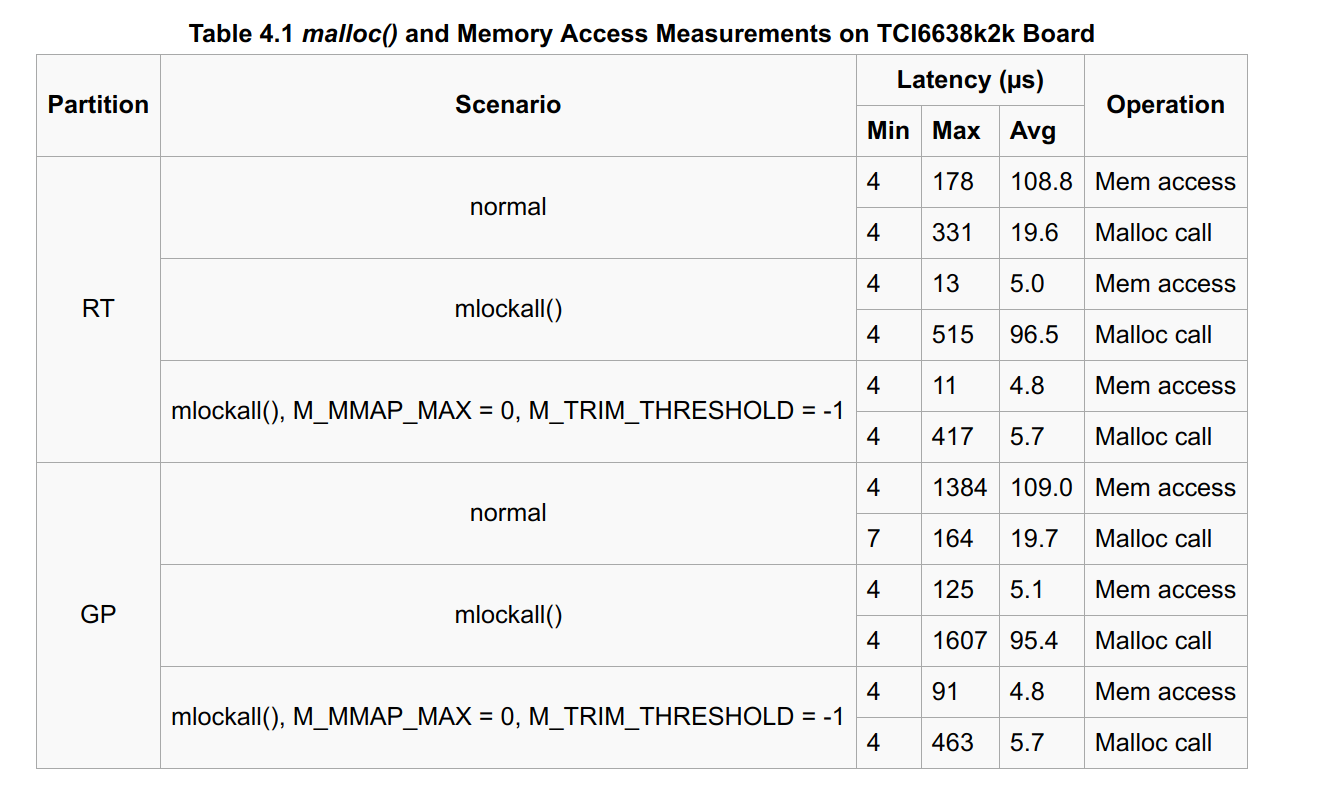 Table 4.1 malloc() and Memory Access Measurements on TCI6638k2k Board
Partition Scenario Latency (µs) Operation
Min Max Avg
RT normal 4 178 108.8 Mem access
4 331 19.6 Malloc call
mlockall() 4 13 5.0 Mem access
4 515 96.5 Malloc call
mlockall(), M_MMAP_MAX = 0, M_TRIM_THRESHOLD = -1 4 11 4.8 Mem access
4 417 5.7 Malloc call
GP normal 4 1384 109.0 Mem access
7 164 19.7 Malloc call
mlockall() 4 125 5.1 Mem access
4 1607 95.4 Malloc call
mlockall(), M_MMAP_MAX = 0, M_TRIM_THRESHOLD = -1 4 91 4.8 Mem access
4 463 5.7 Malloc call